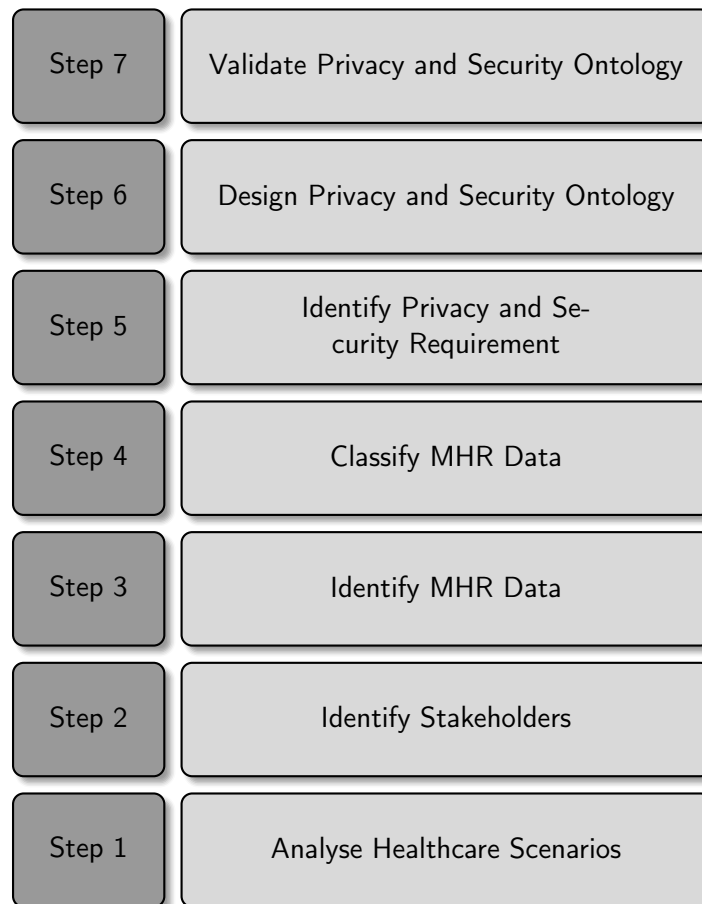 Step 7
Validate Privacy and Security Ontology
Step 6
Design Privacy and Security Ontology
Step 5
Identify Privacy and Se-
curity Requirement
Step 4
Classify MHR Data
Step 3
Identify MHR Data
Step 2
Identify Stakeholders
Step 1
Analyse Healthcare Scenarios